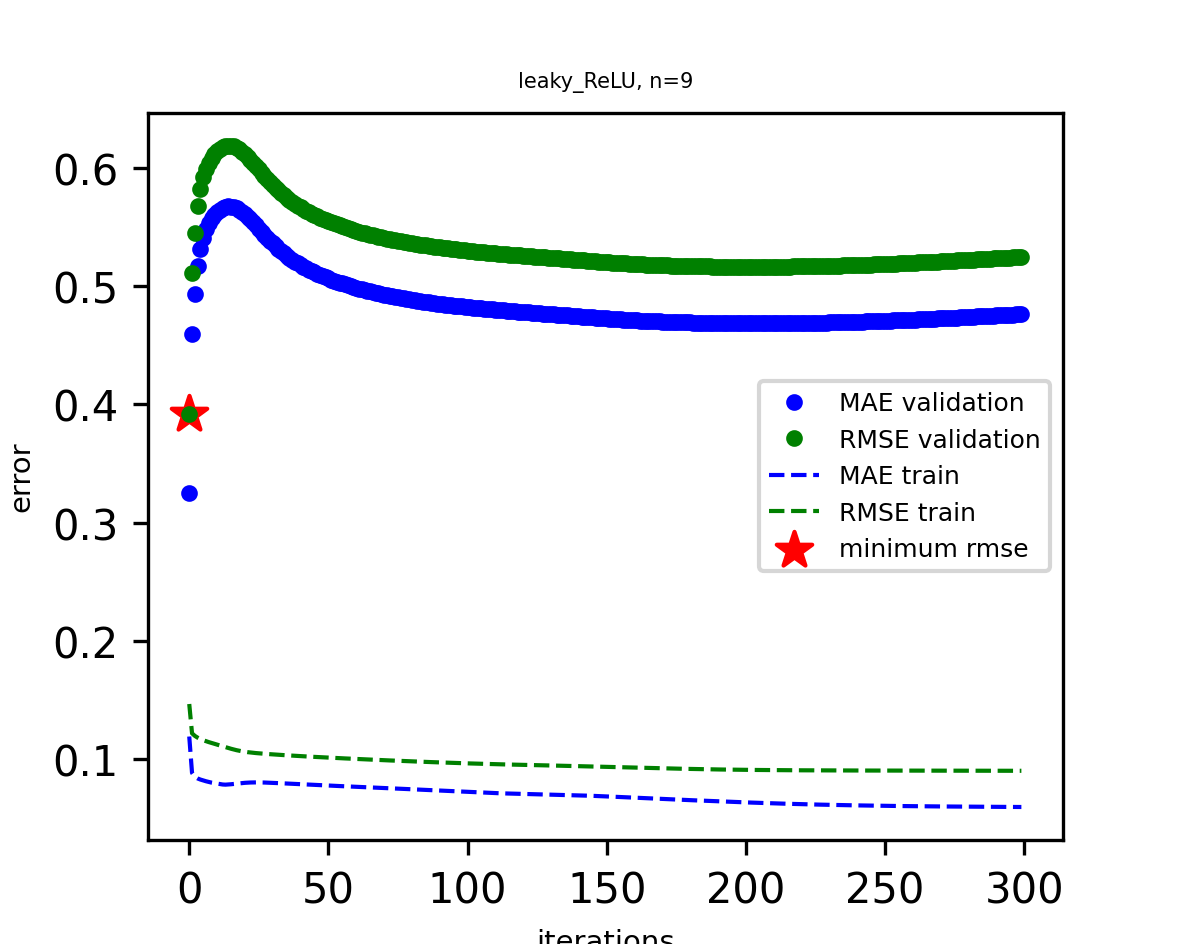 leaky_ReLU, n=9
0.6
0.5
0.4
0.3
0.2
0.1
error
MAE validation
RMSE validation
MAE train
RMSE train
minimum rmse
0 50 100 150 200 250 300
iterations